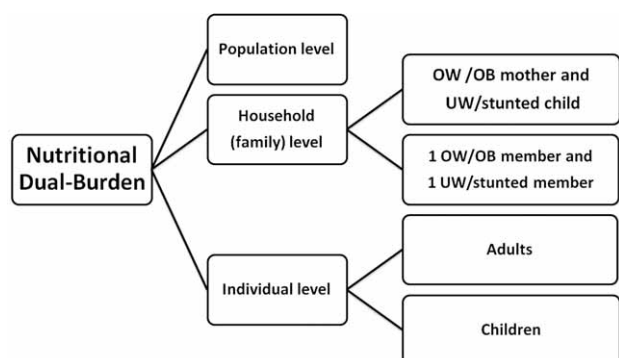 Nutritional
Dual-Burden
Population level
Household
(family) level
Individual level
OW /OB mother and
UW/stunted child
1 OW/OB member and
1 UW/stunted member
Adults
Children